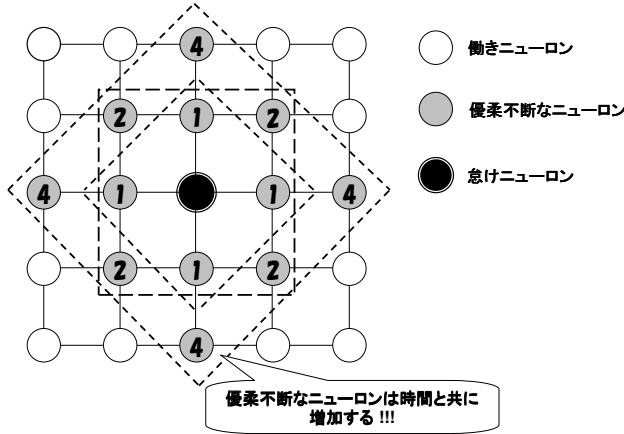 4
働きニューロン
2 1 2
優柔不断なニューロン
4 1 1 4
怠けニューロン
2 1 2
4
優柔不断なニューロンは時間と共に
増加する !!!